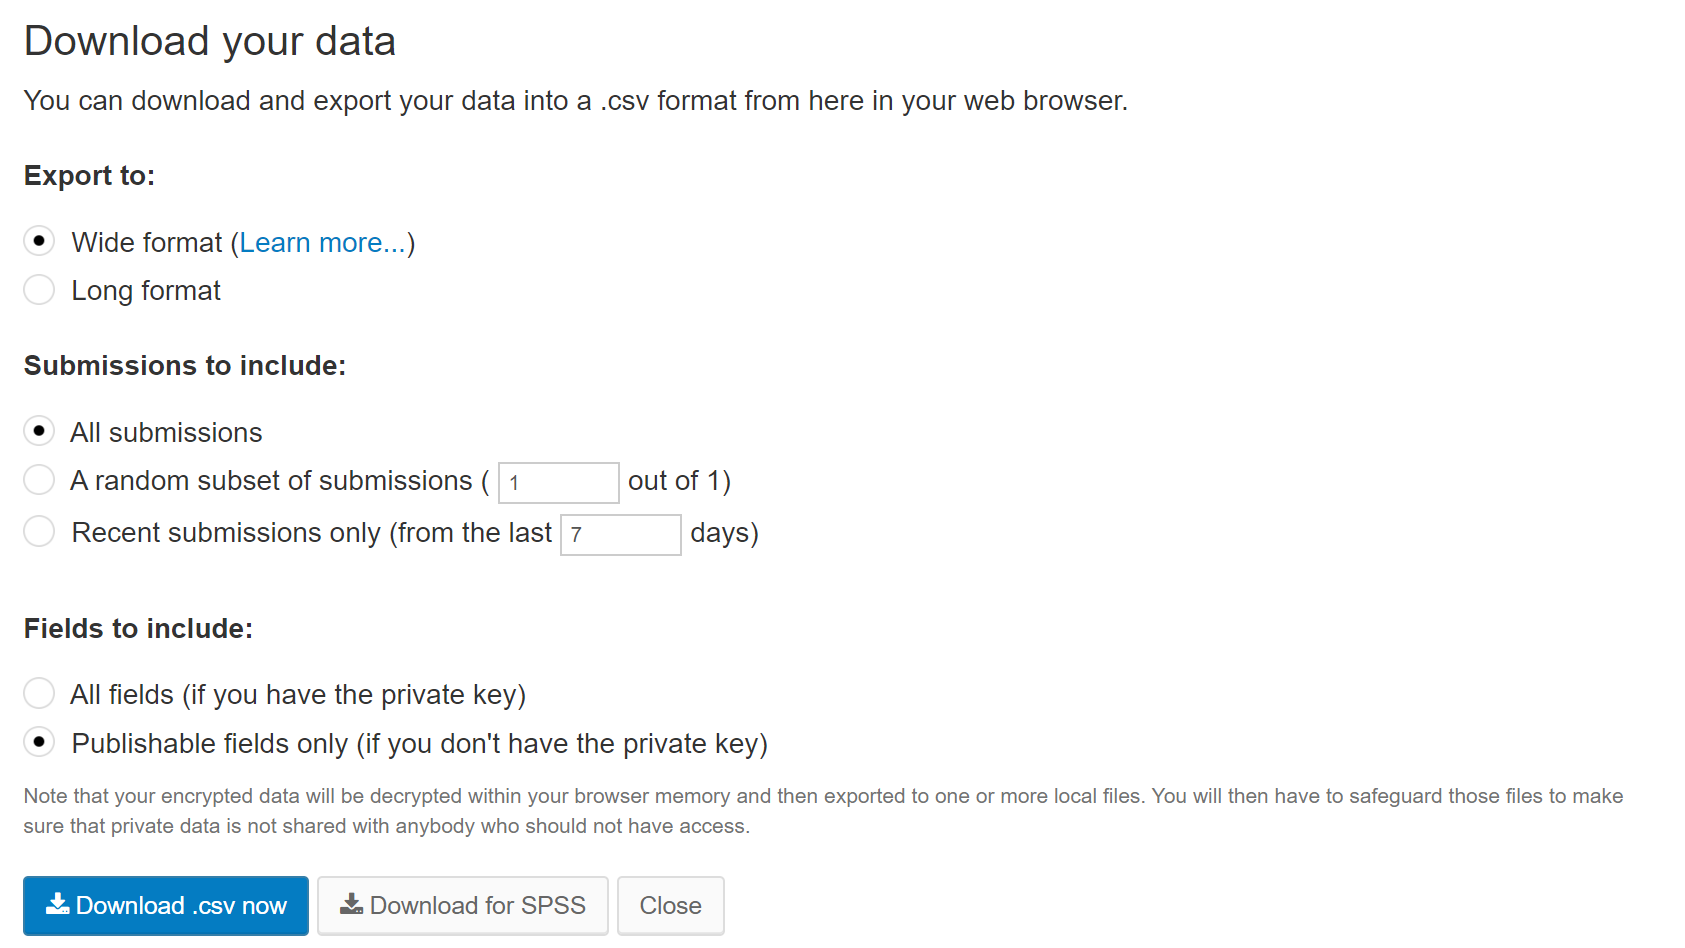 Download your data
You can download and export your data into a .csv format from here in your web browser.
Export to:
Wide format (Learn more...)
Long format
Submissions to include:
All submissions
A random subset of submissions ( 1 out of 1)
Recent submissions only (from the last 7 days)
Fields to include:
All fields (if you have the private key)
Publishable fields only (if you don't have the private key)
Note that your encrypted data will be decrypted within your browser memory and then exported to one or more local files. You will then have to safeguard those files to make
sure that private data is not shared with anybody who should not have access.
Download .csv now Download for SPSS Close